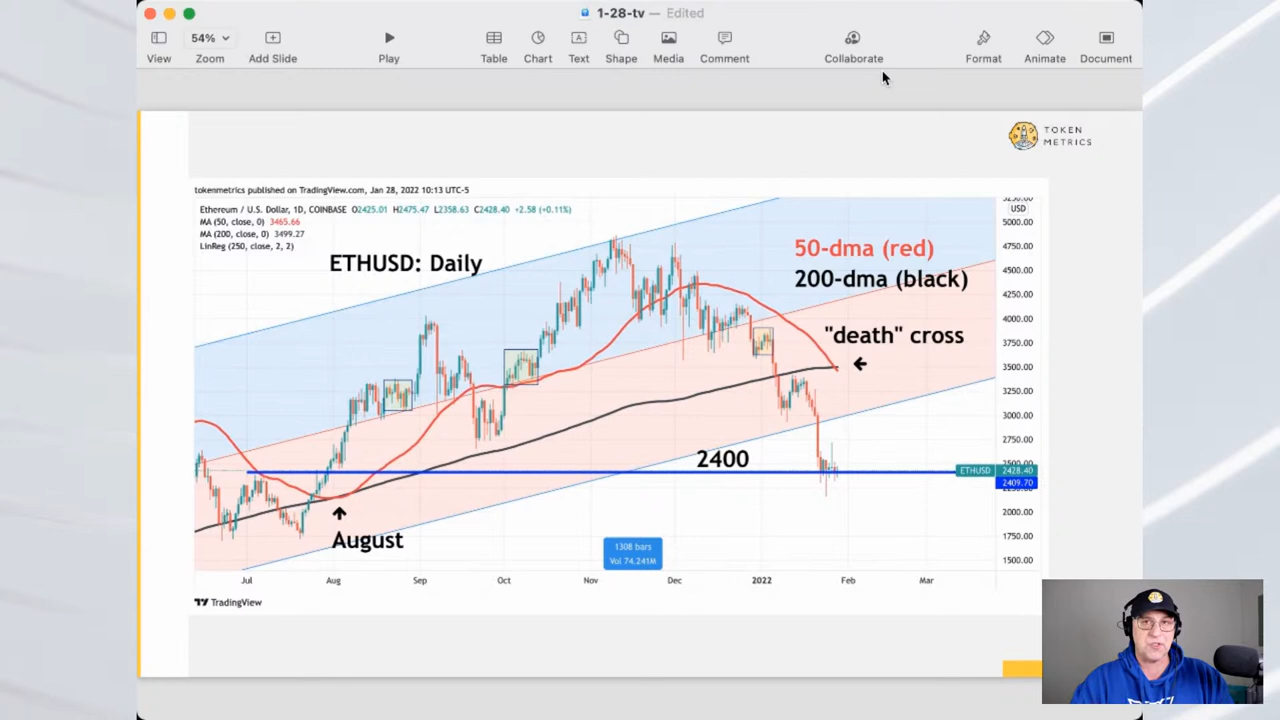 1-28-tv — Edited
54%
View
Zoom
Add Slide
Play
Table
Chart
Text
Shape
Media
Comment
Collaborate
Format
Animate
Document
TOKEN
METRICS
tokenmetrics published on TradingView.com, Jan 28, 2022 10:13 UTC-5
Ethereum / U.S. Dollar, 1D, COINBASE O2425.01 H2475.47 L2358.63 C2428.40 +2.58 (+0.11%)
MA (50, close, 0) 3465.66
MA (200, close, 0) 3499.27
LinReg (250, close, 2, 2)
ETHUSD: Daily
50-dma (red)
200-dma (black)
"death" cross
2400
August
1308 bars
Vol 74.241M
USD
5000.00
4750.00
4500.00
4250.00
4000.00
3750.00
3500.00
3250.00
3000.00
2750.00
ETHUSD 2428.40
2409.70
2000.00
1750.00
1500.00
Jul
Aug
Sep
Oct
Nov
Dec
2022
Feb
Mar
TradingView